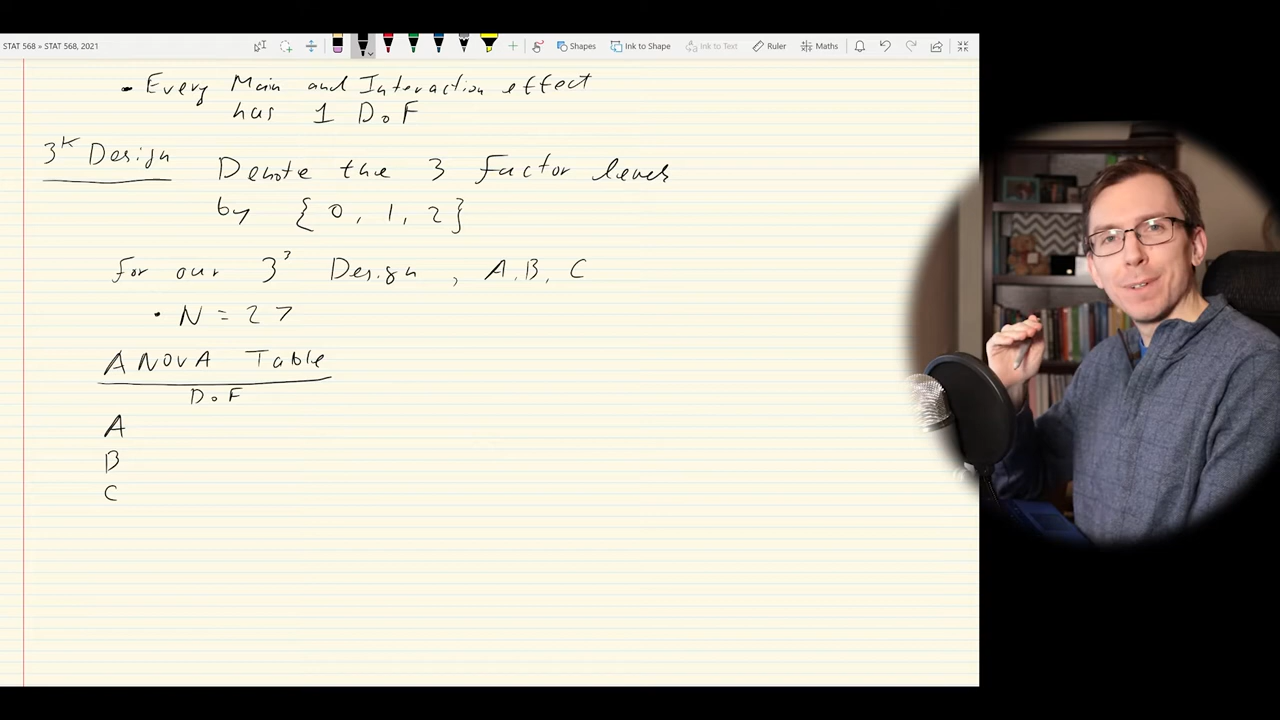 STAT 568 » STAT 568, 2021
Shapes Ink to Shape Ink to Text Ruler Maths
• Every Main and Interaction effect
has 1 DoF
3^K Design
Denote the 3 factor levels
by {0, 1, 2}
For our 3^3 Design, A, B, C
• N = 27
ANOVA Table
DoF
A
B
C